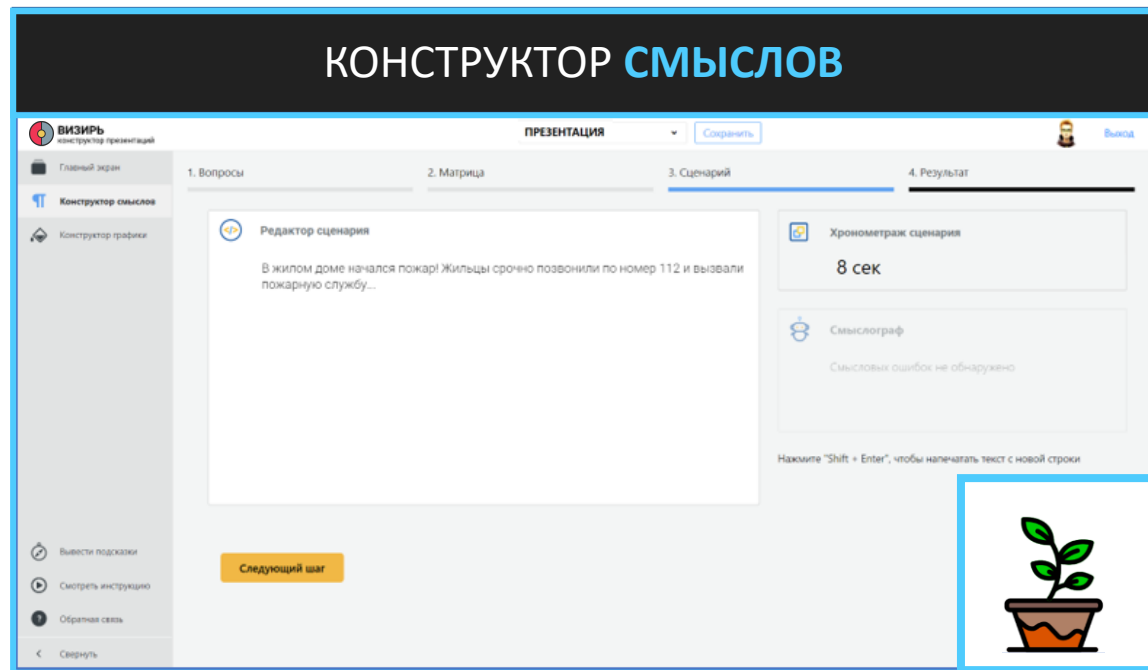 КОНСТРУКТОР СМЫСЛОВ
ВИЗИРЬ
конструктор презентаций
ПРЕЗЕНТАЦИЯ
Сохранить
Выход
Главный экран
Конструктор смыслов
Конструктор графики
1. Вопросы
2. Матрица
3. Сценарий
4. Результат
Редактор сценария
В жилом доме начался пожар! Жильцы срочно позвонили по номер 112 и вызвали
пожарную службу...
Хронометраж сценария
8 сек
Смыслограф
Смысловых ошибок не обнаружено
Нажмите "Shift + Enter", чтобы напечатать текст с новой строки
Следующий шаг
Вывести подсказки
Смотреть инструкцию
Обратная связь
Свернуть